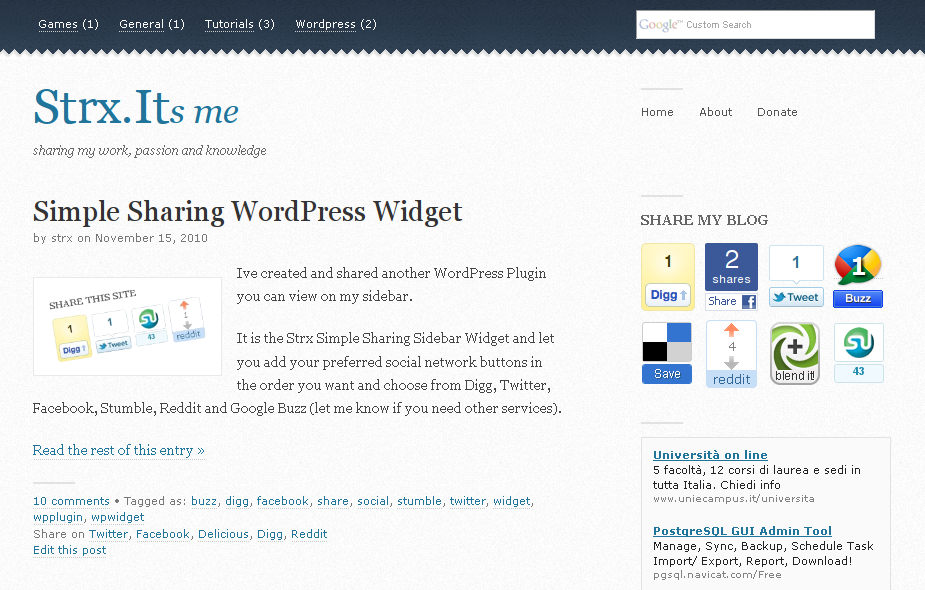 Games (1) General (1) Tutorials (3) Wordpress (2)
Google™ Custom Search
Strx.Its me
sharing my work, passion and knowledge
Home About Donate
Simple Sharing WordPress Widget
by strx on November 15, 2010
SHARE THIS SITE
1
Digg
1
Tweet
SU
43
1
reddit
Ive created and shared another WordPress Plugin
you can view on my sidebar.
It is the Strx Simple Sharing Sidebar Widget and let
you add your preferred social network buttons in
the order you want and choose from Digg, Twitter,
Facebook, Stumble, Reddit and Google Buzz (let me know if you need other services).
Read the rest of this entry »
10 comments • Tagged as: buzz, digg, facebook, share, social, stumble, twitter, widget,
wpplugin, wpwidget
Share on Twitter, Facebook, Delicious, Digg, Reddit
Edit this post
SHARE MY BLOG
1
Digg
2
shares
Share f
1
Tweet
1
Buzz
Save
4
reddit
blend it!
SU
43
Università on line
5 facoltà, 12 corsi di laurea e sedi in
tutta Italia. Chiedi info
www.uniecampus.it/universita
PostgreSQL GUI Admin Tool
Manage, Sync, Backup, Schedule Task
Import/ Export, Report, Download!
pgsql.navicat.com/Free